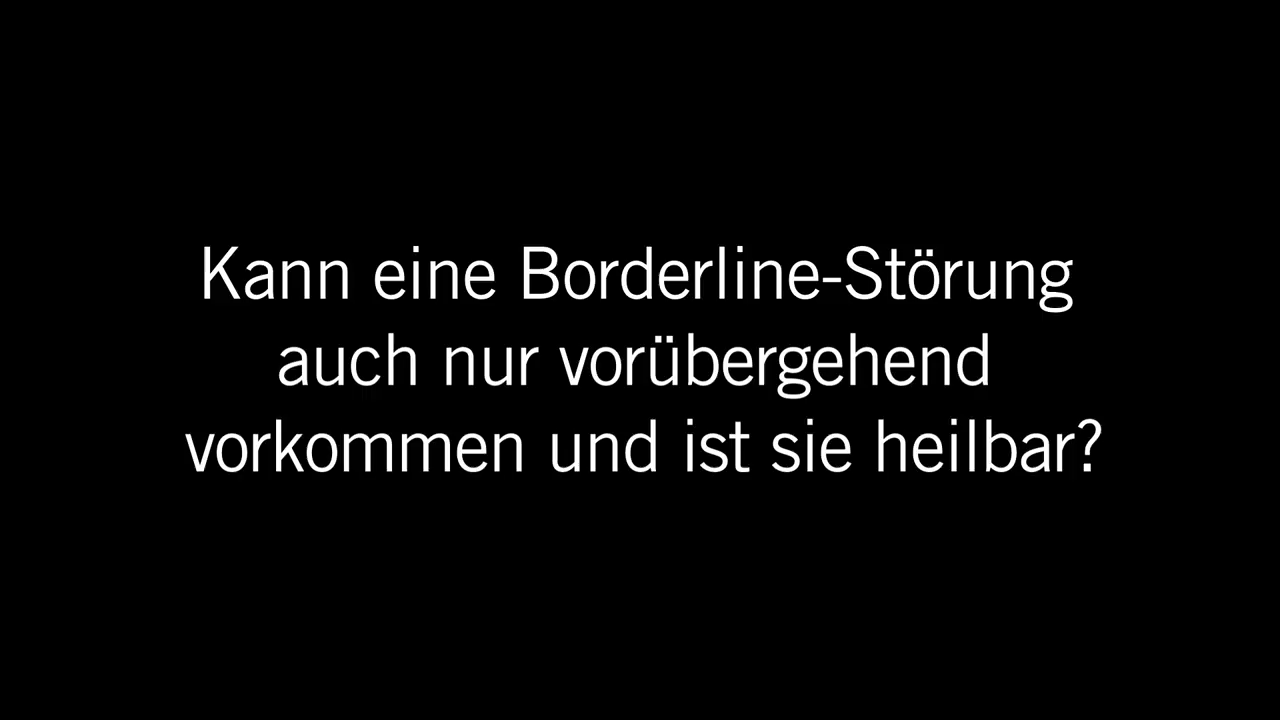 Kann eine Borderline-Störung
auch nur vorübergehend
vorkommen und ist sie heilbar?